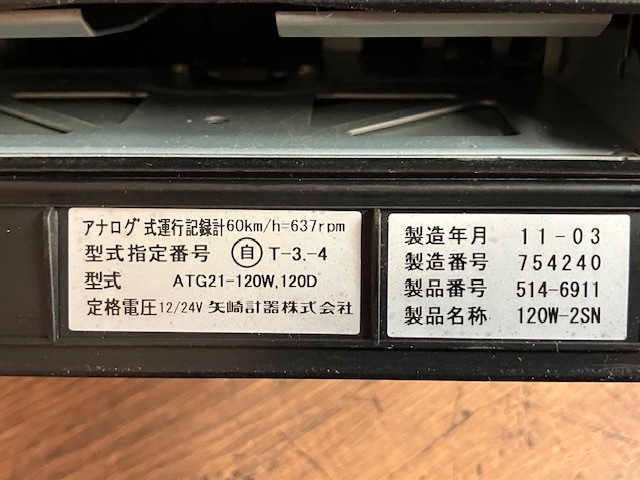 アナログ式運行記録計60km/h=637rpm
型式指定番号 自 T-3.-4
型式 ATG21-120W,120D
定格電圧12/24V 矢崎計器株式会社
製造年月 11-03
製造番号 754240
製品番号 514-6911
製品名称 120W-2SN